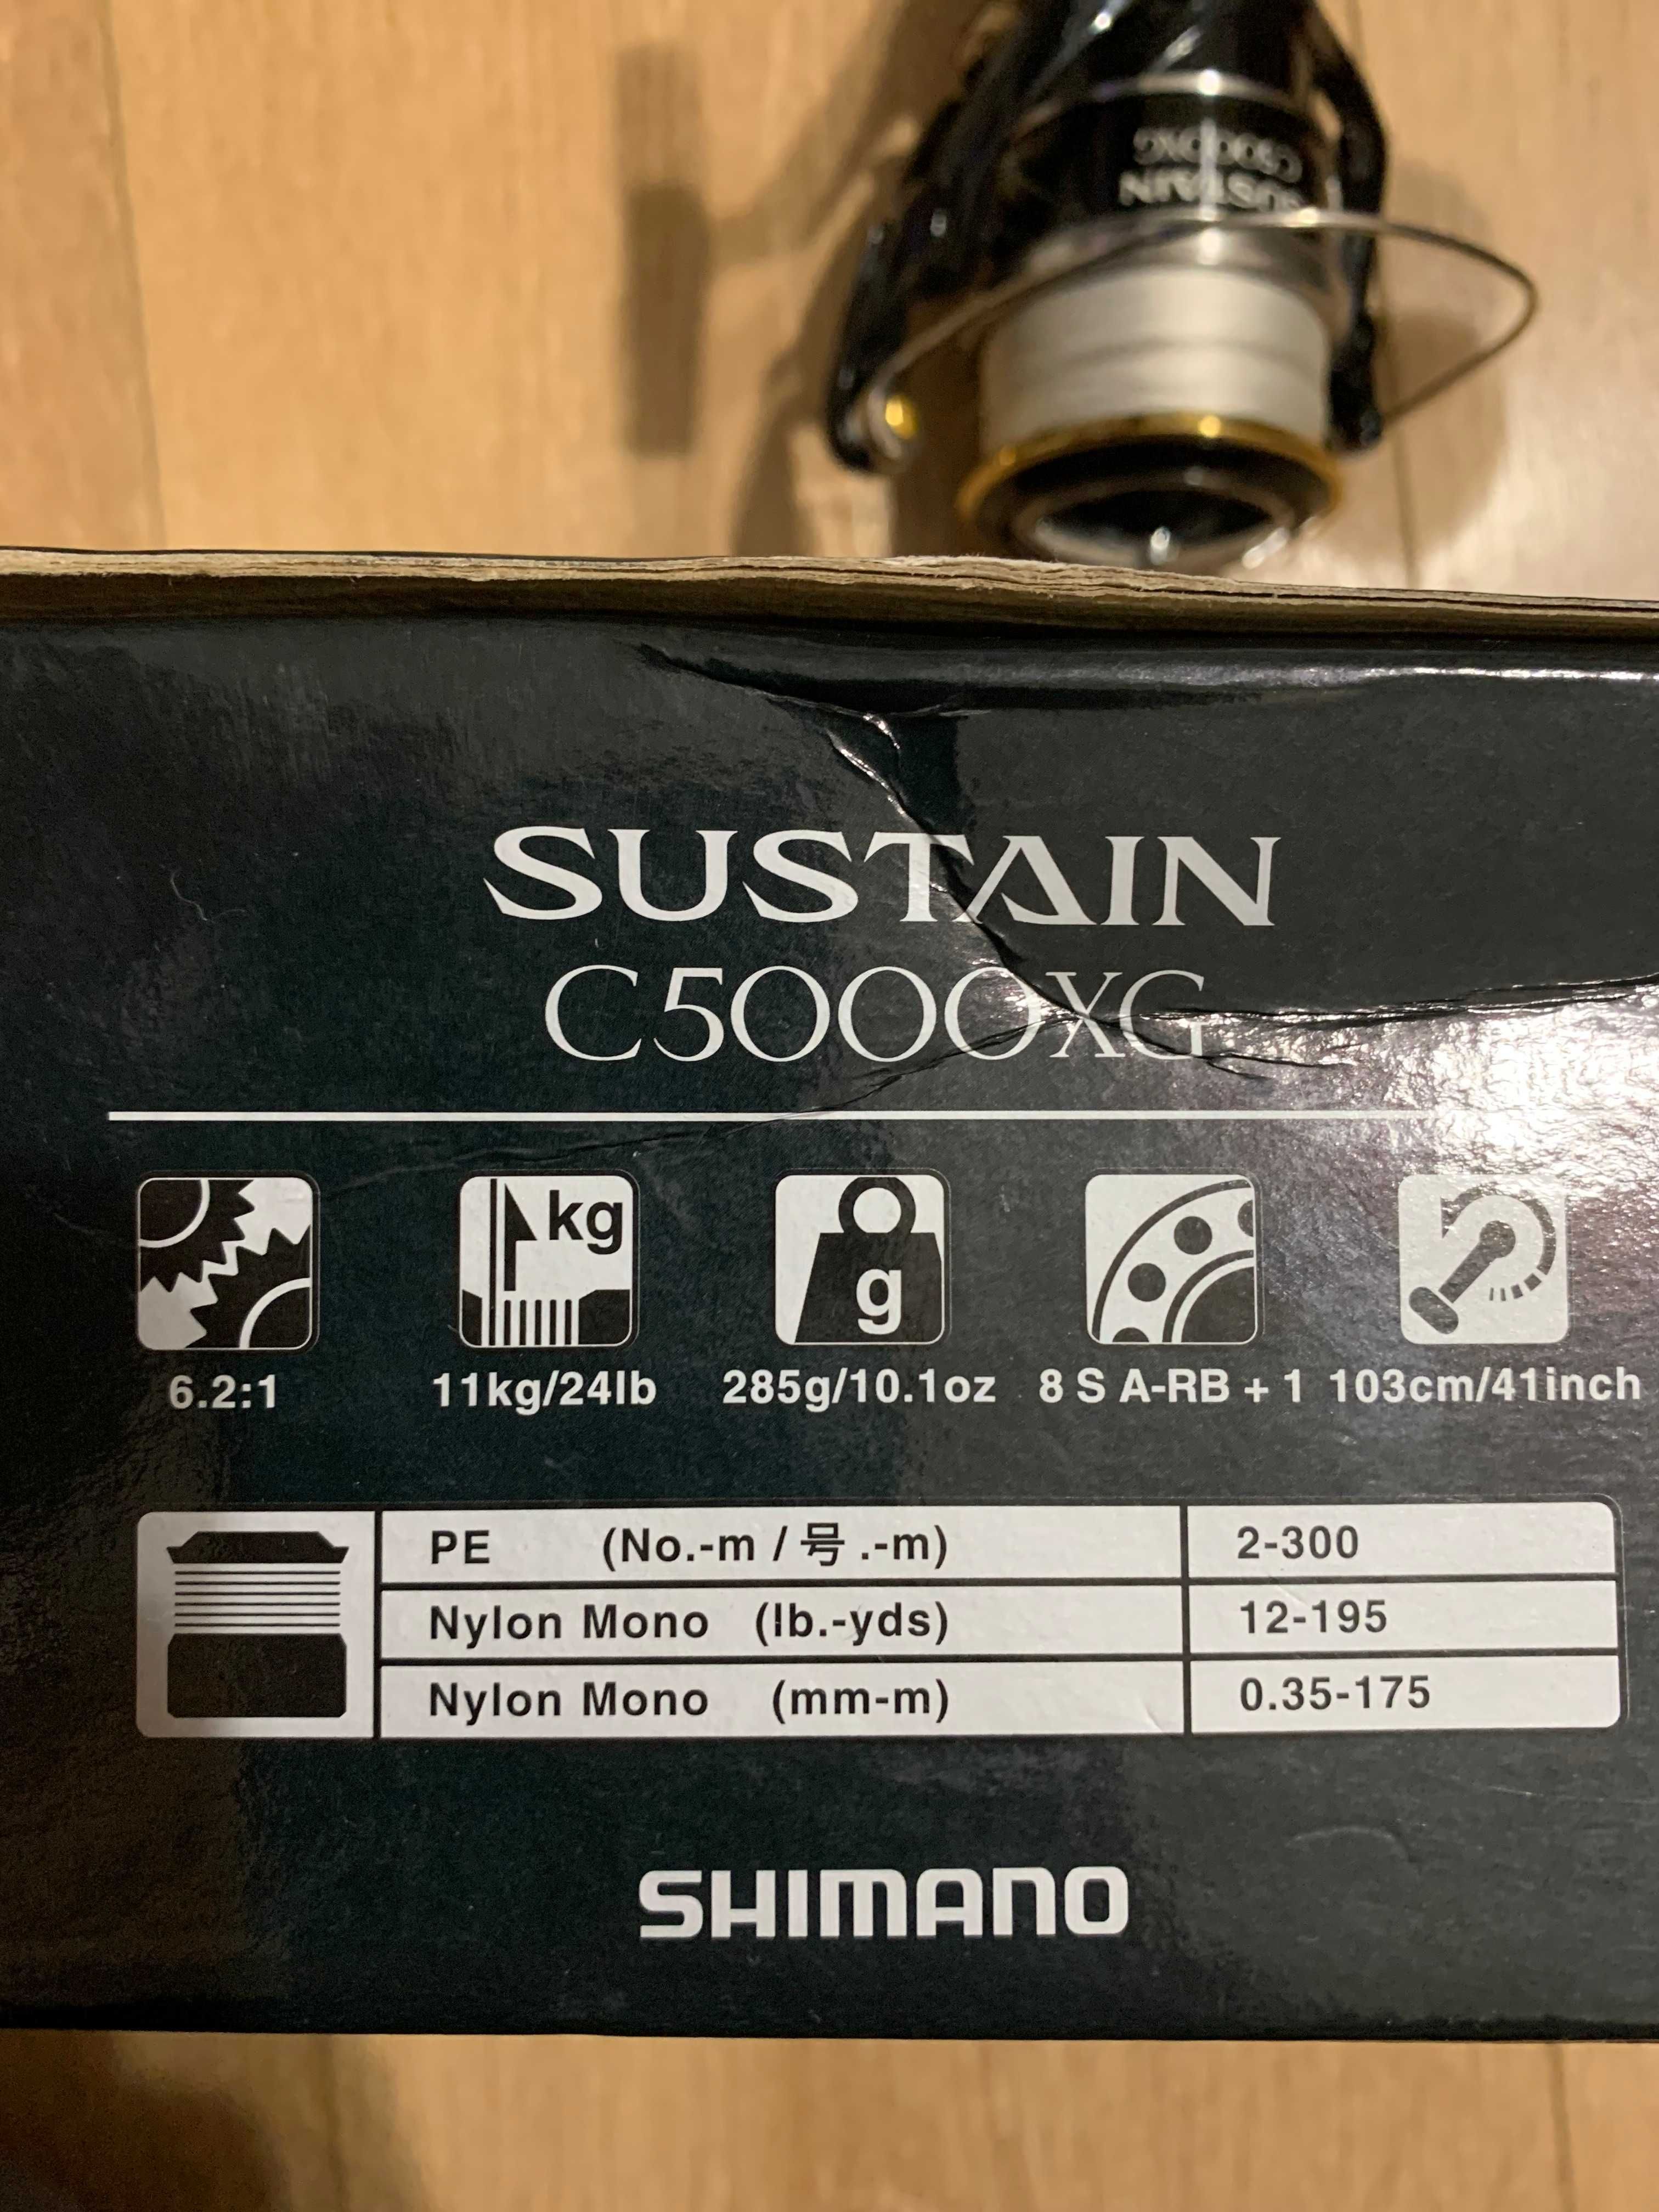 SUSTAIN
C5000XG
SUSTAIN
C5000XG
kg
g
6.2:1
11kg/24lb
285g/10.1oz
8 S A-RB + 1
103cm/41inch
PE (No.-m / 号.-m) 2-300
Nylon Mono (lb.-yds) 12-195
Nylon Mono (mm-m) 0.35-175
SHIMANO